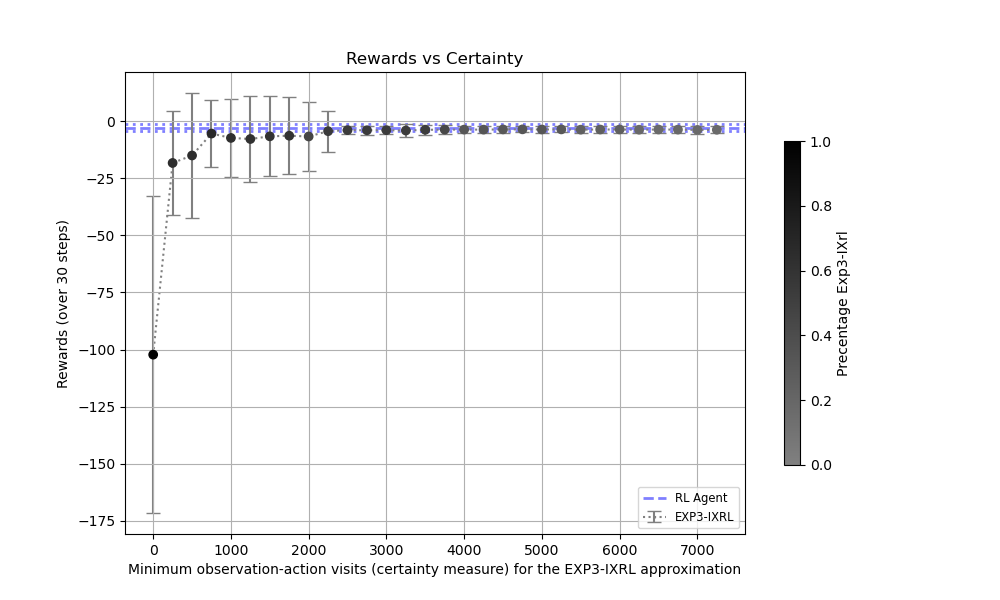 Rewards vs Certainty
Rewards (over 30 steps)
0
−25
−50
−75
−100
−125
−150
−175
0 1000 2000 3000 4000 5000 6000 7000
Minimum observation-action visits (certainty measure) for the EXP3-IXRL approximation
RL Agent
EXP3-IXRL
1.0
0.8
0.6
0.4
0.2
0.0
Precentage Exp3-IXrl